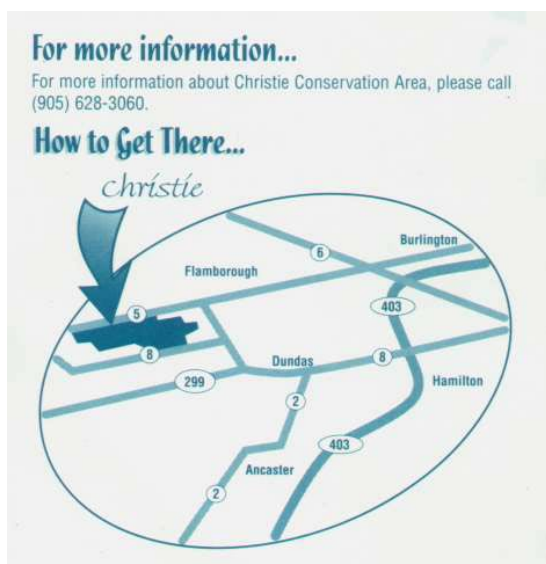 For more information...
For more information about Christie Conservation Area, please call
(905) 628-3060.
How to Get There...
christie
6
Burlington
Flamborough
403
5
8
Dundas
8
299
Hamilton
2
403
Ancaster
2